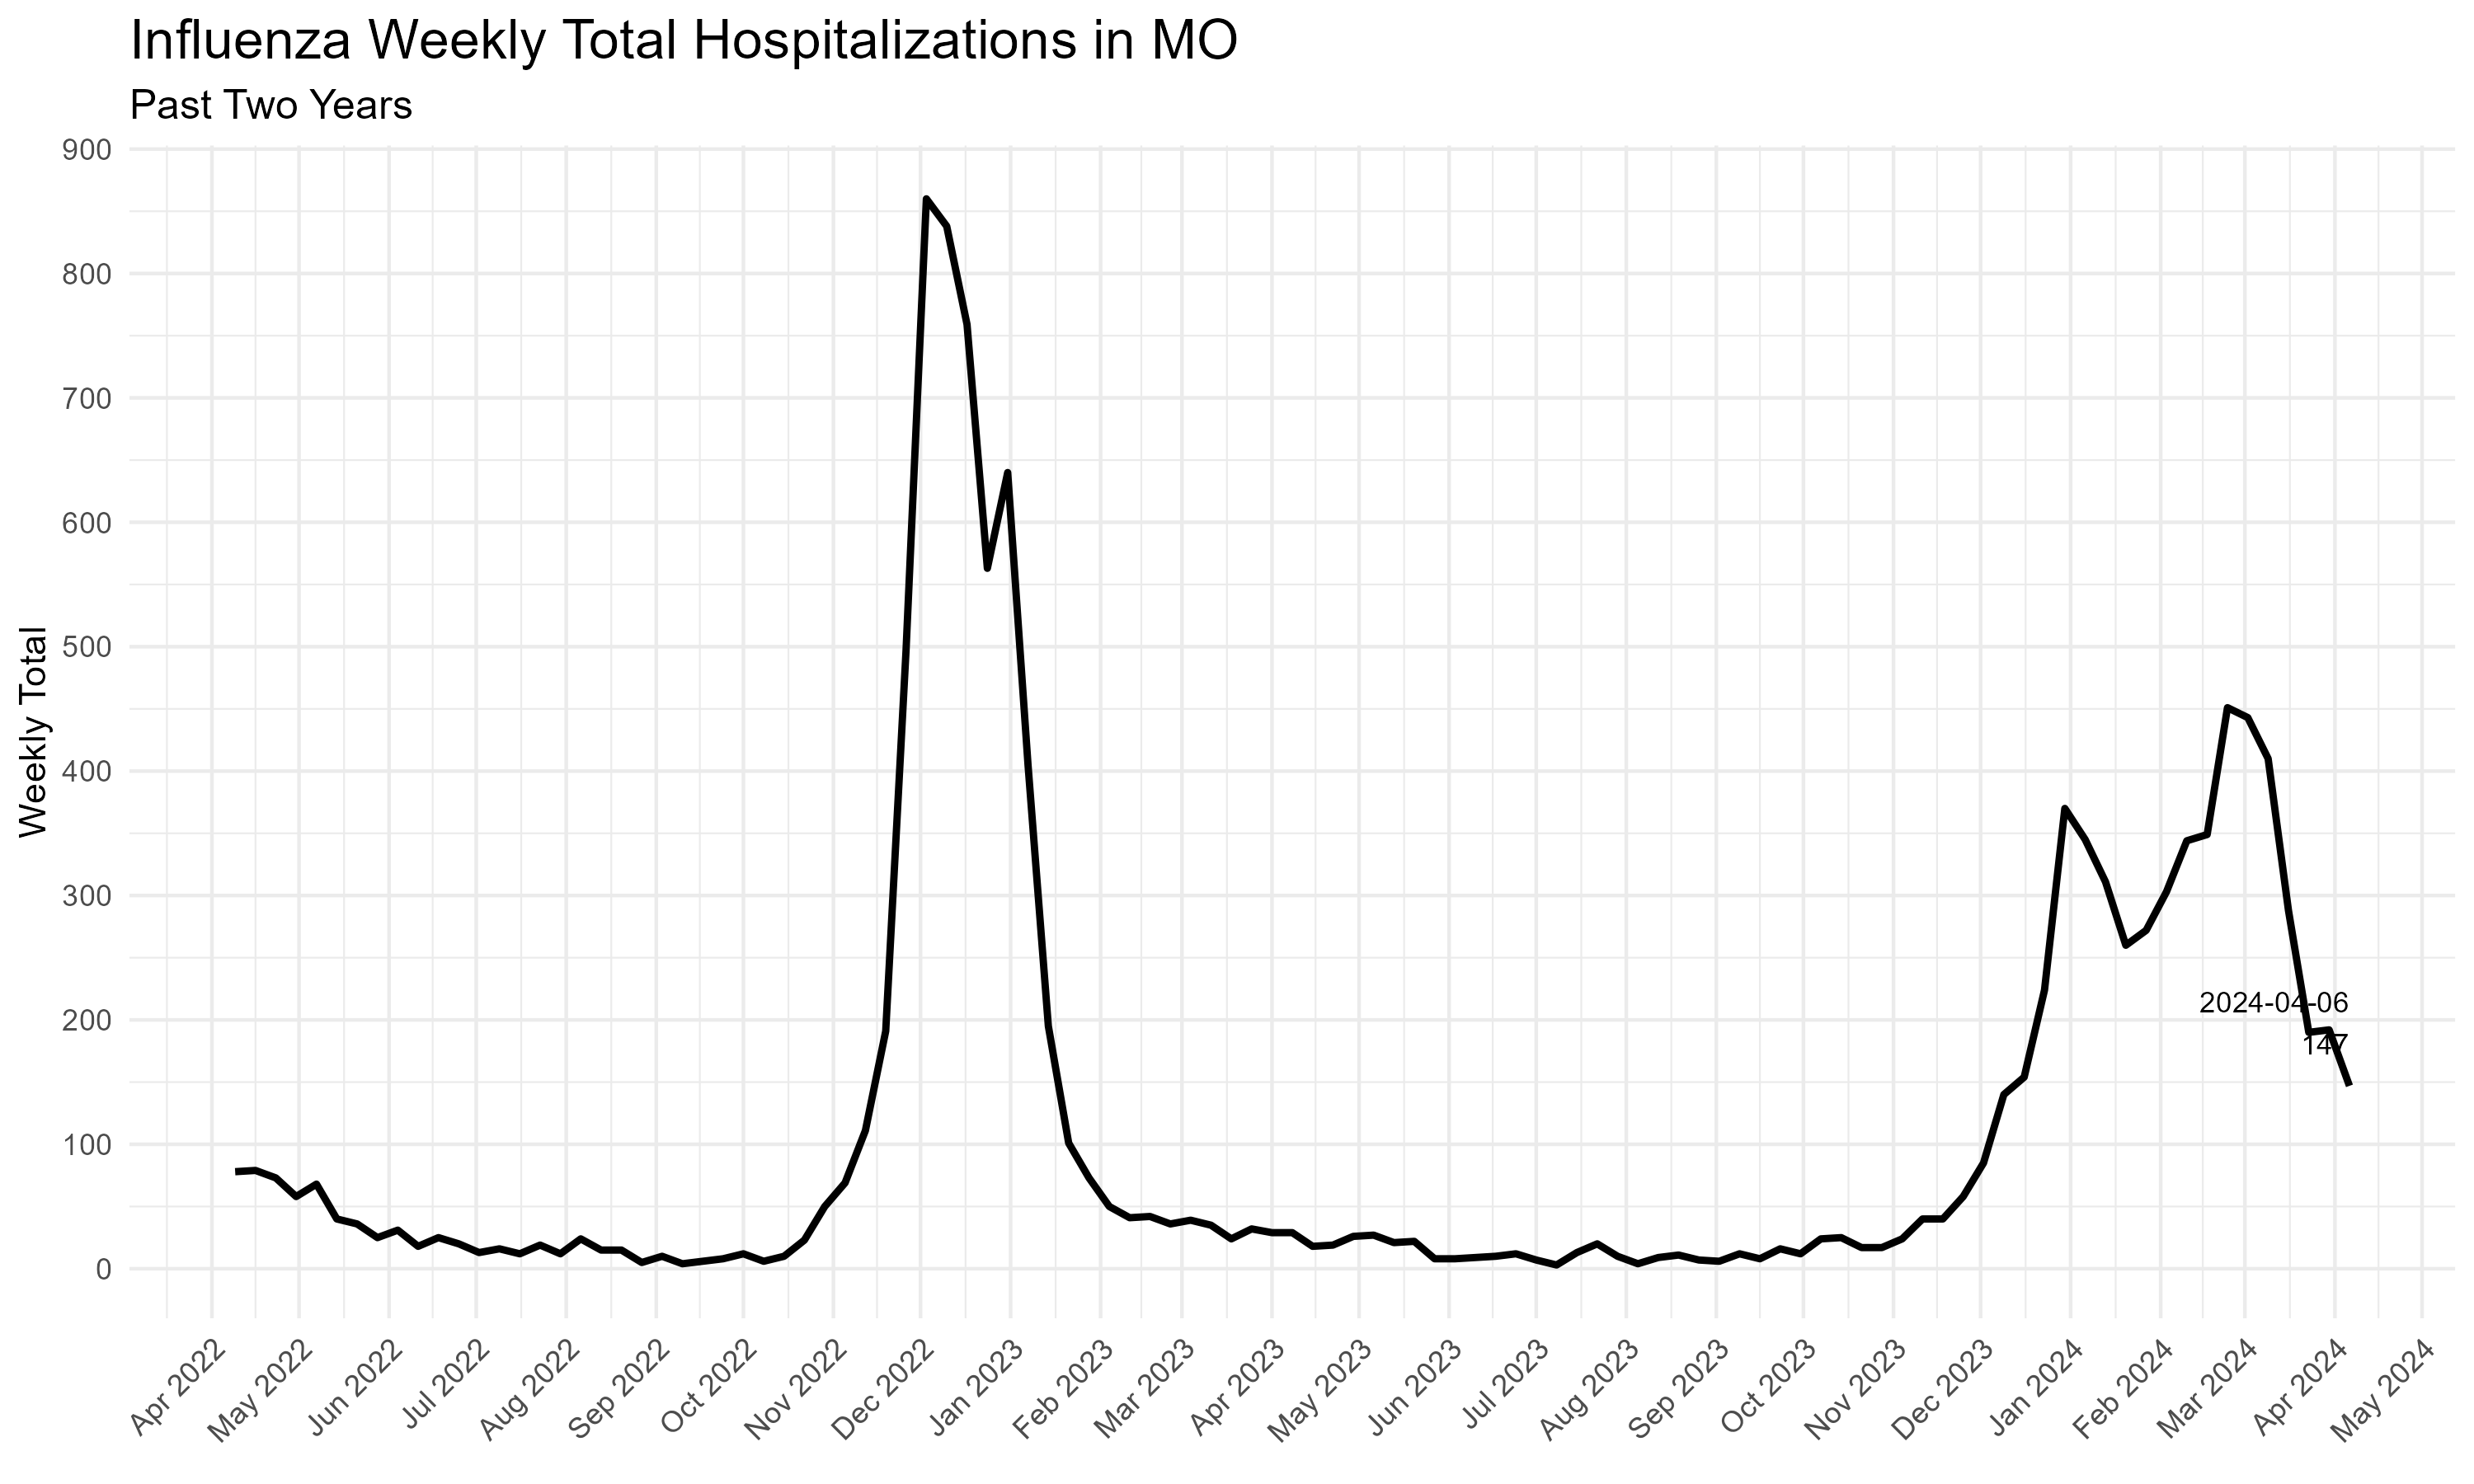 Influenza Weekly Total Hospitalizations in MO
Past Two Years
Weekly Total
900
800
700
600
500
400
300
200
100
0
2024-04-06
147
Apr 2022
May 2022
Jun 2022
Jul 2022
Aug 2022
Sep 2022
Oct 2022
Nov 2022
Dec 2022
Jan 2023
Feb 2023
Mar 2023
Apr 2023
May 2023
Jun 2023
Jul 2023
Aug 2023
Sep 2023
Oct 2023
Nov 2023
Dec 2023
Jan 2024
Feb 2024
Mar 2024
Apr 2024
May 2024